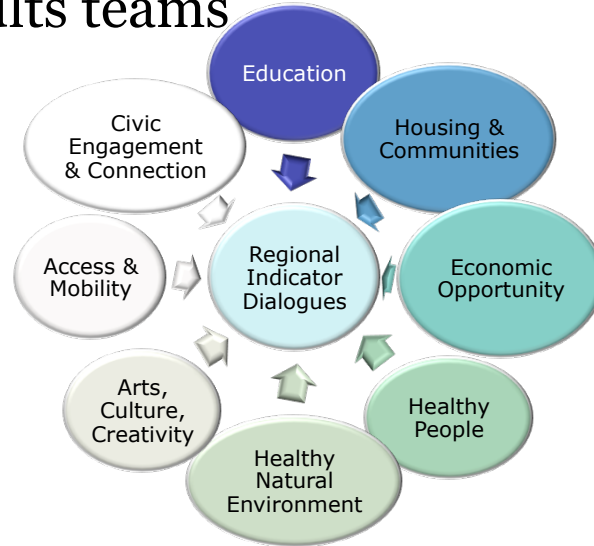 teams
Education
Housing &
Communities
Economic
Opportunity
Healthy
People
Healthy
Natural
Environment
Arts,
Culture,
Creativity
Access &
Mobility
Civic
Engagement
& Connection
Regional
Indicator
Dialogues